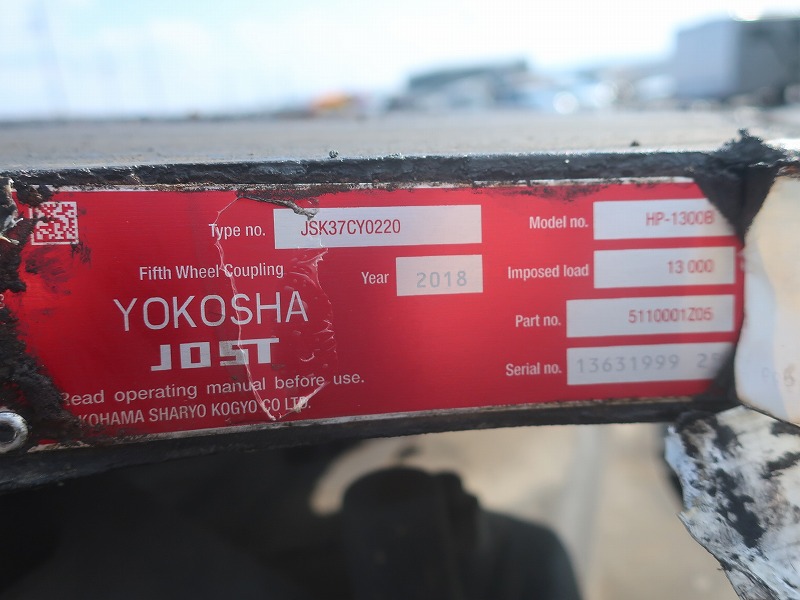 Type no. JSK37CY0220
Model no. HP-1300B
Fifth Wheel Coupling
Year 2018
Imposed load 13 000
YOKOSHA
JOST
Part no. 5110001Z05
Serial no. 13631999
Read operating manual before use.
SHARYO KOGYO CO LTD.